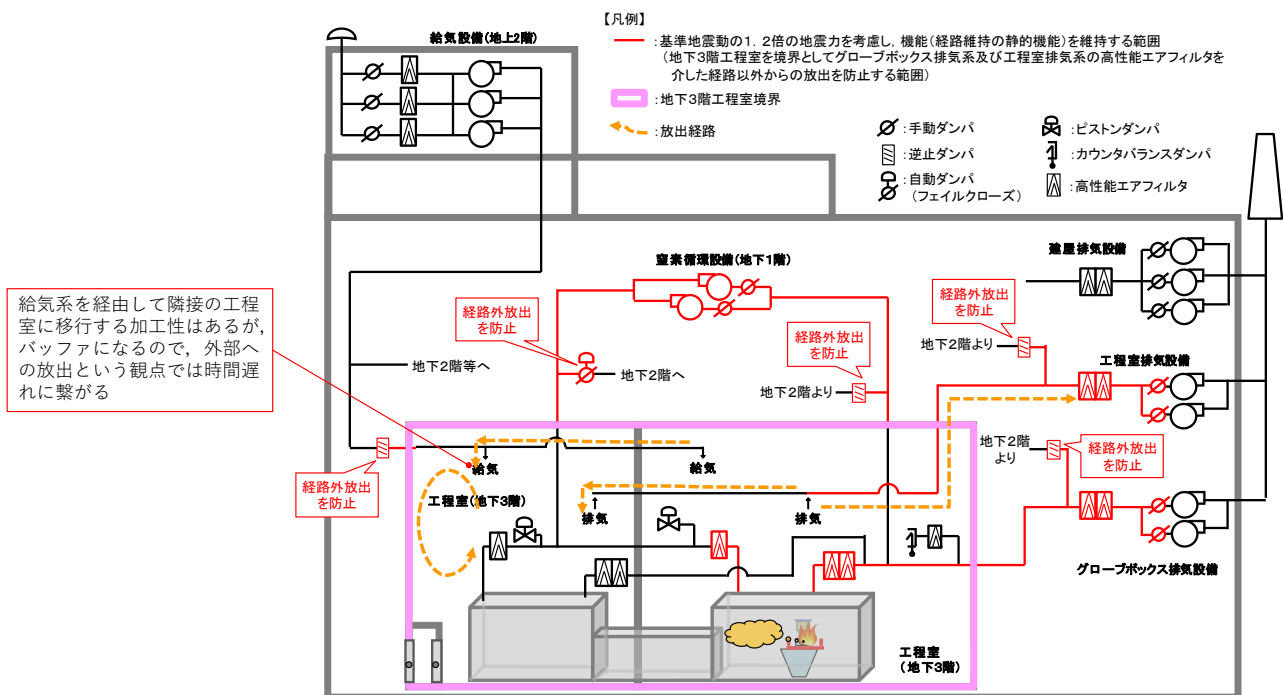 【凡例】
：基準地震動の1．2倍の地震力を考慮し，機能（経路維持の静的機能）を維持する範囲
（地下3階工程室を境界としてグローブボックス排気系及び工程室排気系の高性能エアフィルタを
介した経路以外からの放出を防止する範囲）
：地下3階工程室境界
：放出経路
：手動ダンパ
：逆止ダンパ
：自動ダンパ
（フェイルクローズ）
：ピストンダンパ
：カウンタバランスダンパ
：高性能エアフィルタ
給気設備（地上2階）
窒素循環設備（地下1階）
建屋排気設備
給気系を経由して隣接の工程
室に移行する加工性はあるが，
バッファになるので，外部へ
の放出という観点では時間遅
れに繋がる
経路外放出
を防止
地下2階等へ
地下2階へ
経路外放出
を防止
地下2階より
経路外放出
を防止
地下2階より
工程室排気設備
地下2階
より
経路外放出
を防止
経路外放出
を防止
給気
給気
工程室（地下3階）
排気
排気
グローブボックス排気設備
工程室
（地下3階）